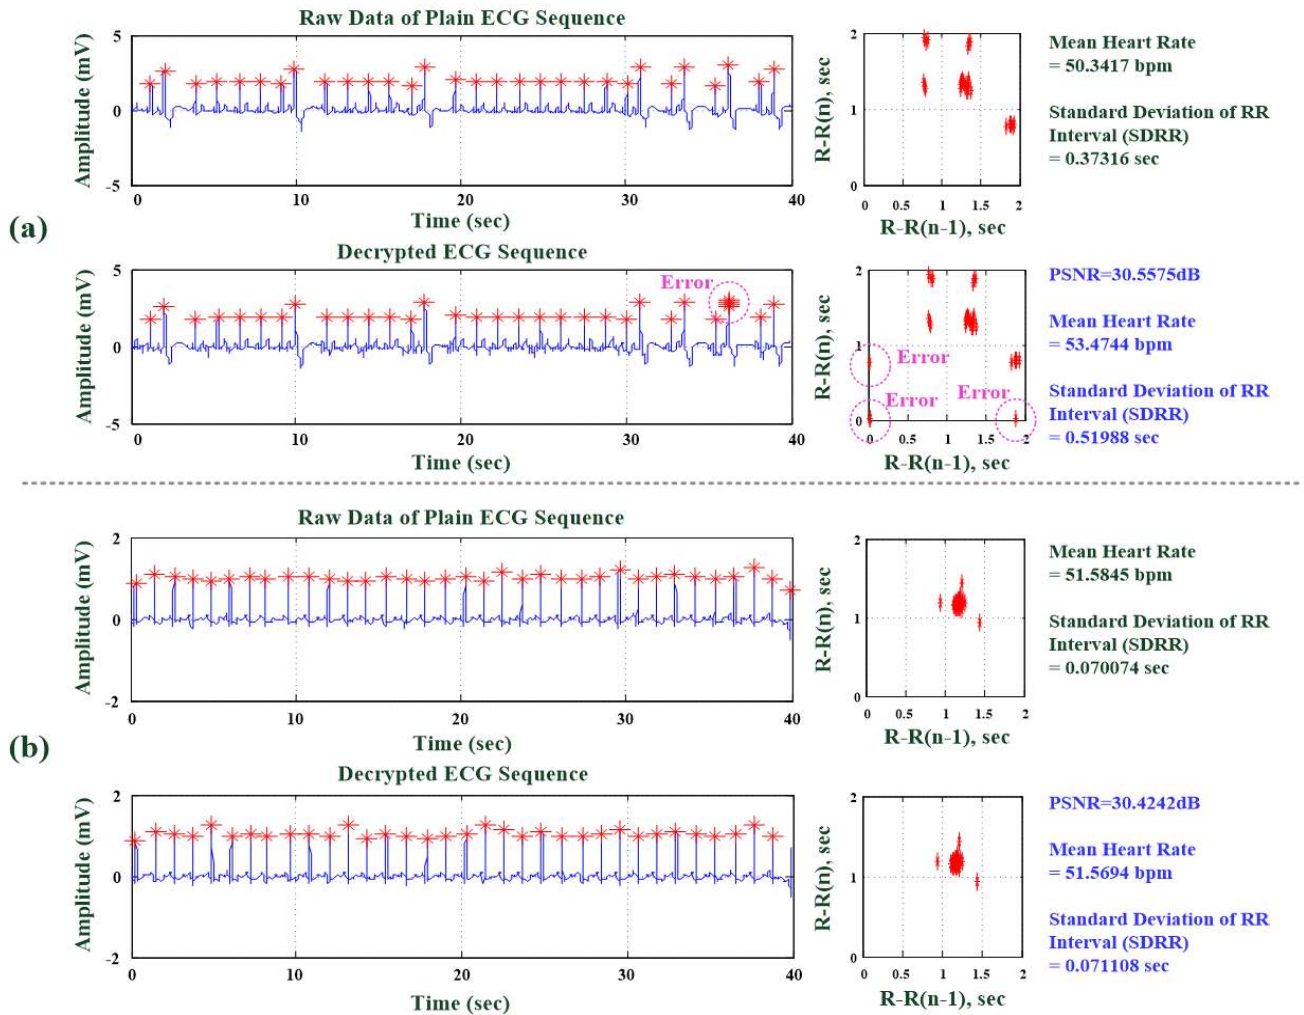 Raw Data of Plain ECG Sequence
Amplitude (mV)
5
0
-5
0
10
20
30
40
Time (sec)
R-R(n), sec
2
1
0
0
0.5
1
1.5
2
R-R(n-1), sec
Mean Heart Rate
= 50.3417 bpm
Standard Deviation of RR
Interval (SDRR)
= 0.37316 sec
(a)
Decrypted ECG Sequence
Amplitude (mV)
5
0
-5
Error
0
10
20
30
40
Time (sec)
R-R(n), sec
2
1
0
Error
Error
Error
0
0.5
1
1.5
2
R-R(n-1), sec
PSNR=30.5575dB
Mean Heart Rate
= 53.4744 bpm
Standard Deviation of RR
Interval (SDRR)
= 0.51988 sec
Raw Data of Plain ECG Sequence
Amplitude (mV)
2
0
-2
0
10
20
30
40
Time (sec)
R-R(n), sec
2
1
0
0
0.5
1
1.5
2
R-R(n-1), sec
Mean Heart Rate
= 51.5845 bpm
Standard Deviation of RR
Interval (SDRR)
= 0.070074 sec
(b)
Decrypted ECG Sequence
Amplitude (mV)
2
0
-2
0
10
20
30
40
Time (sec)
R-R(n), sec
2
1
0
0
0.5
1
1.5
2
R-R(n-1), sec
PSNR=30.4242dB
Mean Heart Rate
= 51.5694 bpm
Standard Deviation of RR
Interval (SDRR)
= 0.071108 sec